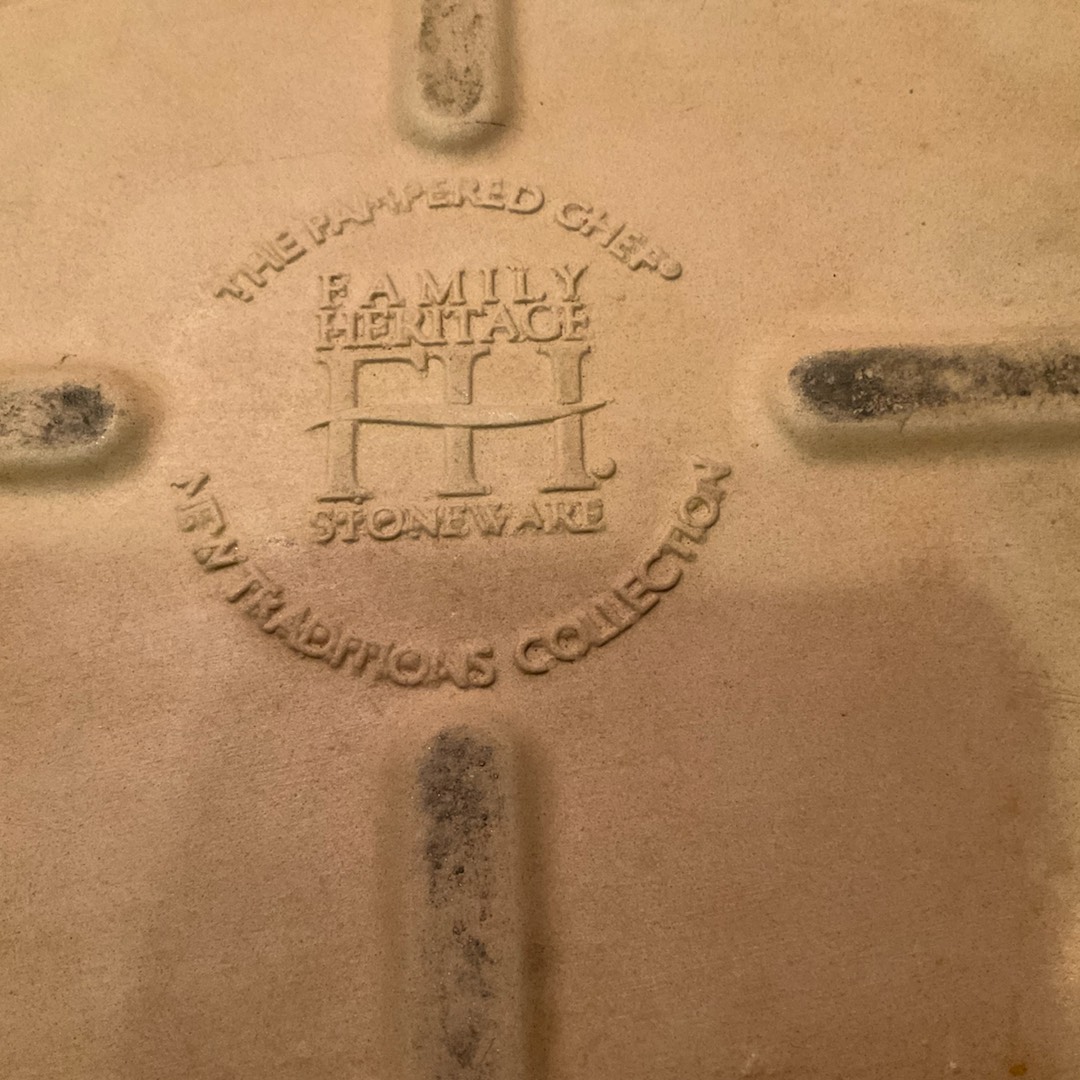 THE PAMPERED CHEF®
FAMILY
HERITAGE
FH.
STONEWARE
NEW TRADITIONS COLLECTION